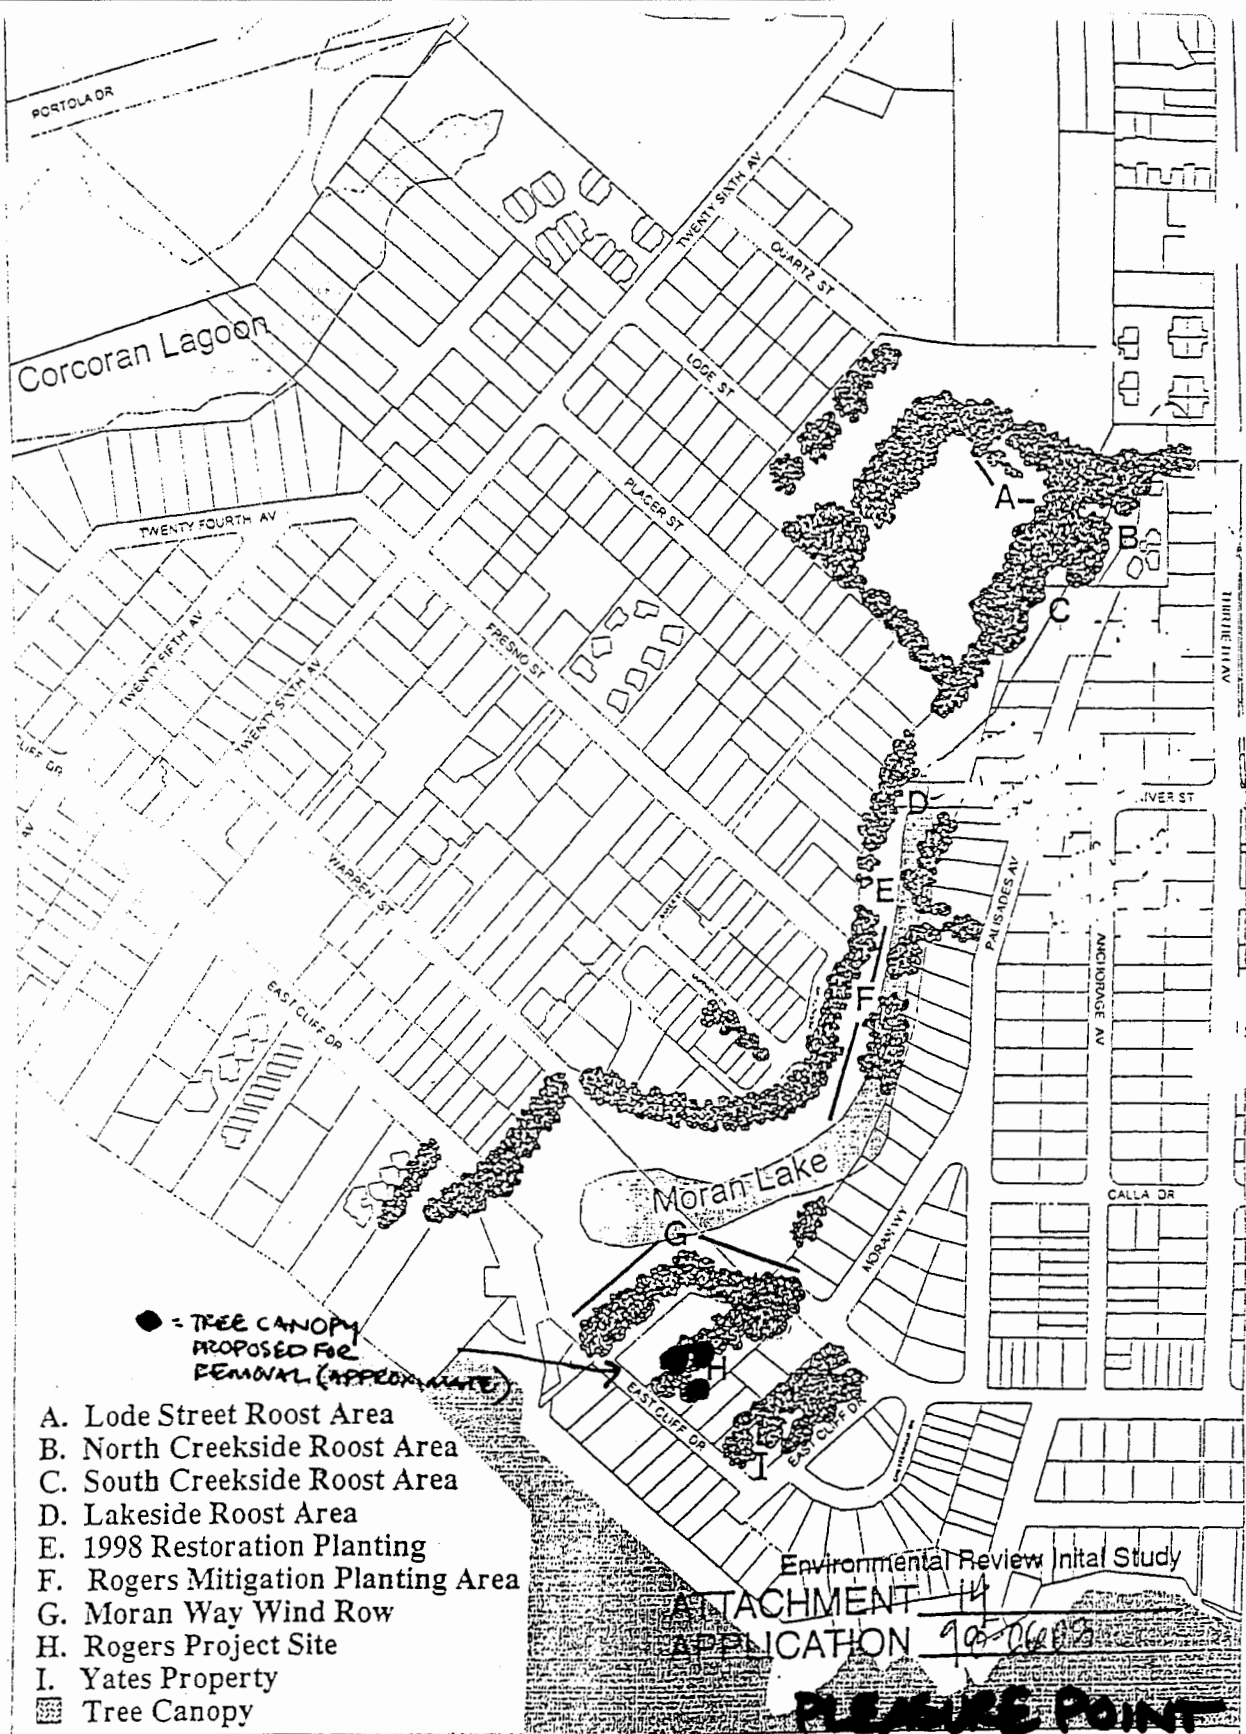 PORTOLA DR
TWENTY SIXTH AV
QUARTZ ST
Corcoran Lagoon
LODE ST
PLACER ST
A
B
C
TWENTY FOURTH AV
TWENTY FIFTH AV
TWENTY SIXTH AV
FRESNO ST
CLIFF DR
AV
WARREN ST
D
E
F
PALISADES AV
ANCHORAGE AV
EAST CLIFF DR
Moran Lake
G
MORAN WY
CALLA DR
● = TREE CANOPY
PROPOSED FOR
REMOVAL (APPROXIMATE)
H
EAST CLIFF DR
EAST CLIFF DR
I
A. Lode Street Roost Area
B. North Creekside Roost Area
C. South Creekside Roost Area
D. Lakeside Roost Area
E. 1998 Restoration Planting
F. Rogers Mitigation Planting Area
G. Moran Way Wind Row
H. Rogers Project Site
I. Yates Property
Tree Canopy
Environmental Review Inital Study
ATTACHMENT 14
APPLICATION
PLEASURE POINT